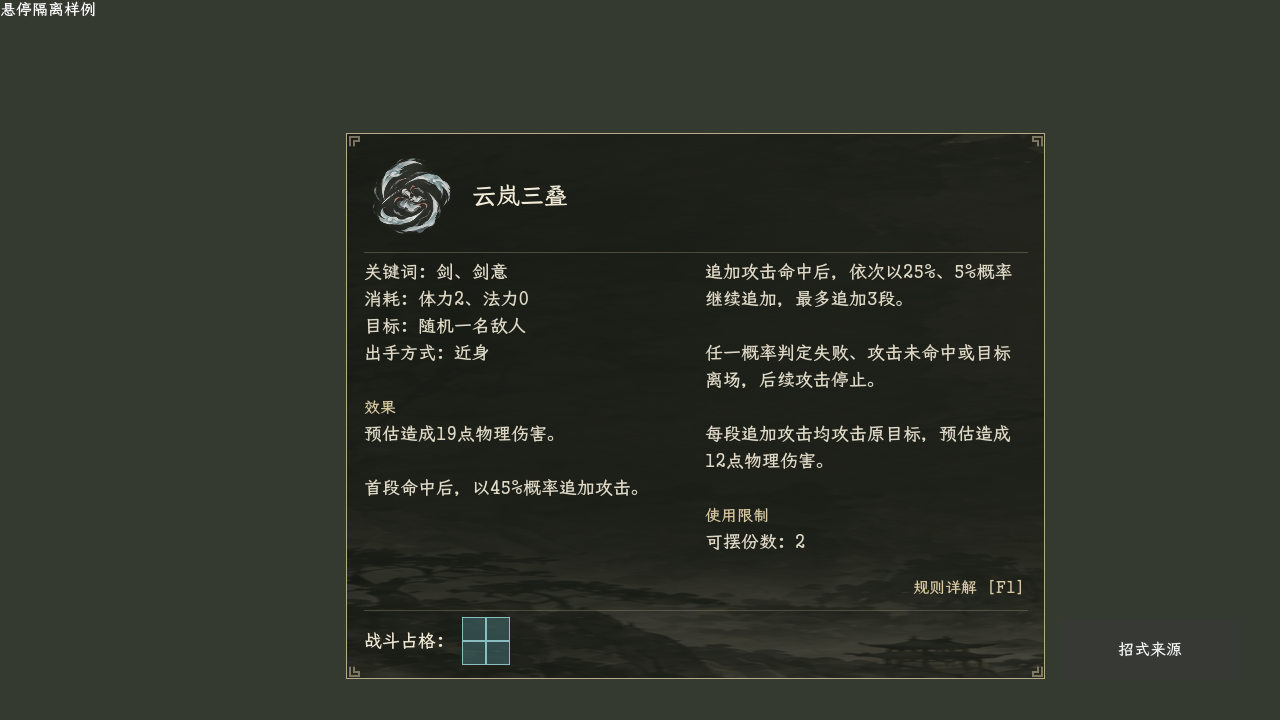 悬停隔离样例
云岚三叠
关键词: 剑、剑意
消耗: 体力2、法力0
目标: 随机一名敌人
出手方式: 近身
效果
预估造成19点物理伤害。
首段命中后, 以45%概率追加攻击。
追加攻击命中后, 依次以25%、5%概率
继续追加, 最多追加3段。
任一概率判定失败、攻击未命中或目标
离场, 后续攻击停止。
每段追加攻击均攻击原目标, 预估造成
12点物理伤害。
使用限制
可摆份数: 2
规则详解 [F1]
战斗占格:
招式来源